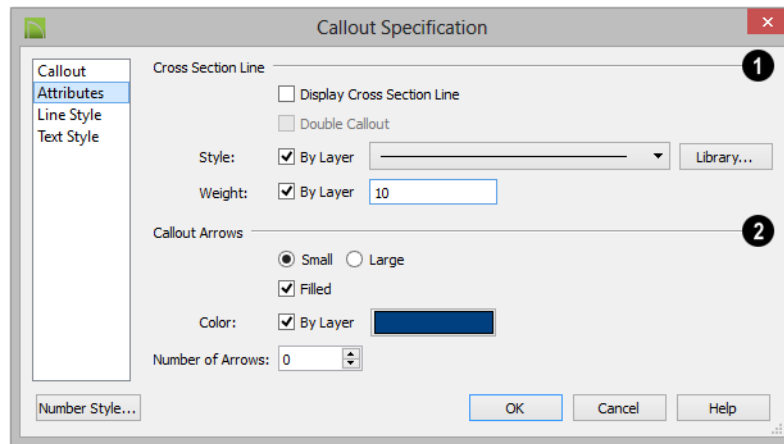 Callout Specification
Callout
Attributes
Line Style
Text Style
Cross Section Line
1
Display Cross Section Line
Double Callout
Style: By Layer Library...
Weight: By Layer 10
Callout Arrows
2
Small Large
Filled
Color: By Layer
Number of Arrows: 0
Number Style... OK Cancel Help